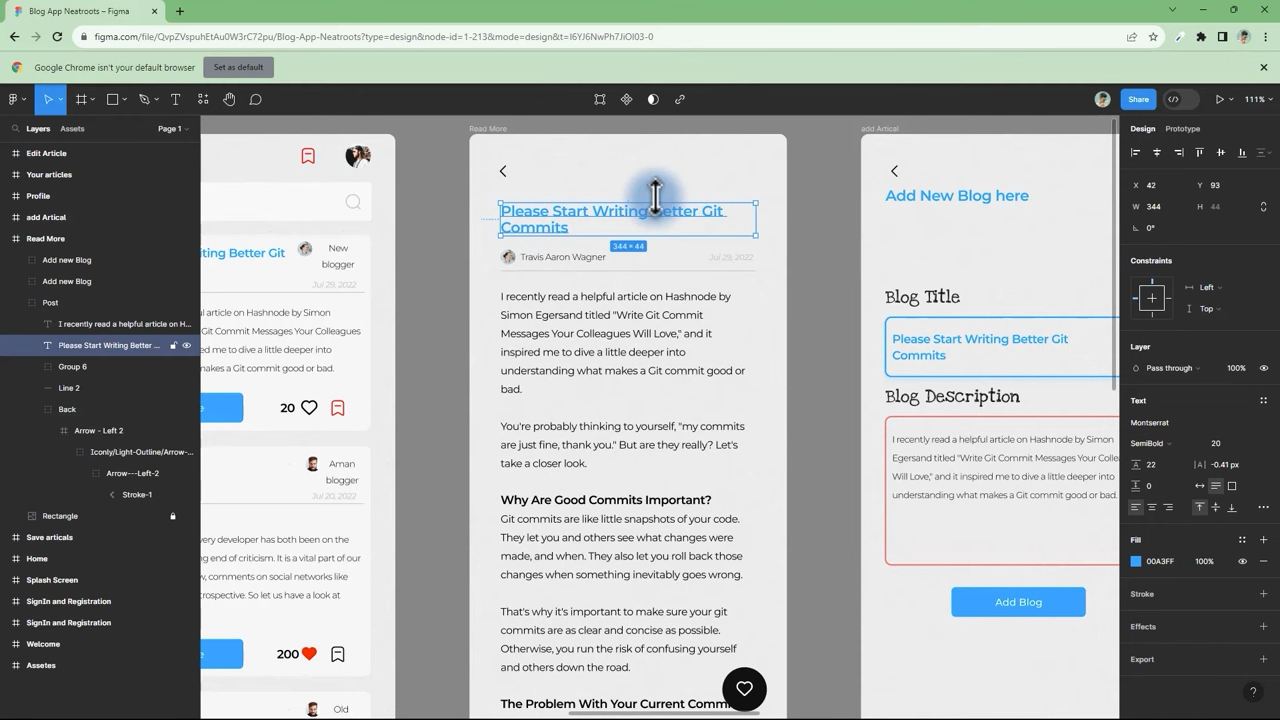 Blog App Neatroots – Figma
figma.com/file/QvpZVspuhEtAu0W3rC72pu/Blog-App-Neatroots?type=design&node-id=1-213&mode=design&t=I6YJ6NwPh7JiOI03-0
Google Chrome isn't your default browser
Set as default
Share
111%
Layers
Assets
Page 1
Edit Article
Your articles
Profile
add Artical
Read More
Add new Blog
Add new Blog
Post
I recently read a helpful article on H...
Please Start Writing Better ...
Group 6
Line 2
Back
Arrow - Left 2
Iconly/Light-Outline/Arrow-...
Arrow---Left-2
Stroke-1
Rectangle
Save articals
Home
Splash Screen
SignIn and Registration
SignIn and Registration
Welcome
Assetes
iting Better Git
New
blogger
Jul 29, 2022
ul article on Hashnode by Simon
Git Commit Messages Your Colleagues
ed me to dive a little deeper into
t makes a Git commit good or bad.
e
20
Aman
blogger
Jul 20, 2022
very developer has both been on the
ng end of criticism. It is a vital part of our
w, comments on social networks like
trospective. So let us have a look at
e
200
Old
Read More
Please Start Writing Better Git
Commits
344 × 44
Travis Aaron Wagner
Jul 29, 2022
I recently read a helpful article on Hashnode by
Simon Egersand titled "Write Git Commit
Messages Your Colleagues Will Love," and it
inspired me to dive a little deeper into
understanding what makes a Git commit good or
bad.
You're probably thinking to yourself, "my commits
are just fine, thank you." But are they really? Let's
take a closer look.
Why Are Good Commits Important?
Git commits are like little snapshots of your code.
They let you and others see what changes were
made, and when. They also let you roll back those
changes when something inevitably goes wrong.
That's why it's important to make sure your git
commits are as clear and concise as possible.
Otherwise, you run the risk of confusing yourself
and others down the road.
The Problem With Your Current Comm
add Artical
Add New Blog here
Blog Title
Please Start Writing Better Git
Commits
Blog Description
I recently read a helpful article on Hashnode by Simon
Egersand titled "Write Git Commit Messages Your Colle
Will Love," and it inspired me to dive a little deeper into
understanding what makes a Git commit good or bad.
Add Blog
Design
Prototype
X 42
Y 93
W 344
H 44
0°
Constraints
Left
Top
Layer
Pass through
100%
Text
Montserrat
SemiBold
20
22
|A| -0.41 px
0
Fill
00A3FF
100%
Stroke
Effects
Export
?